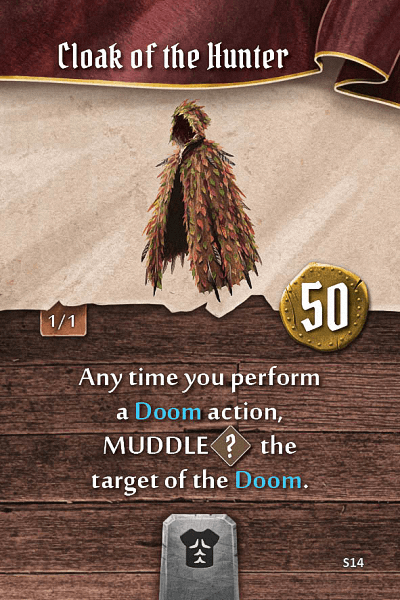 Cloak of the Hunter
1/1
50
Any time you perform
a Doom action,
MUDDLE ? the
target of the Doom.
S14